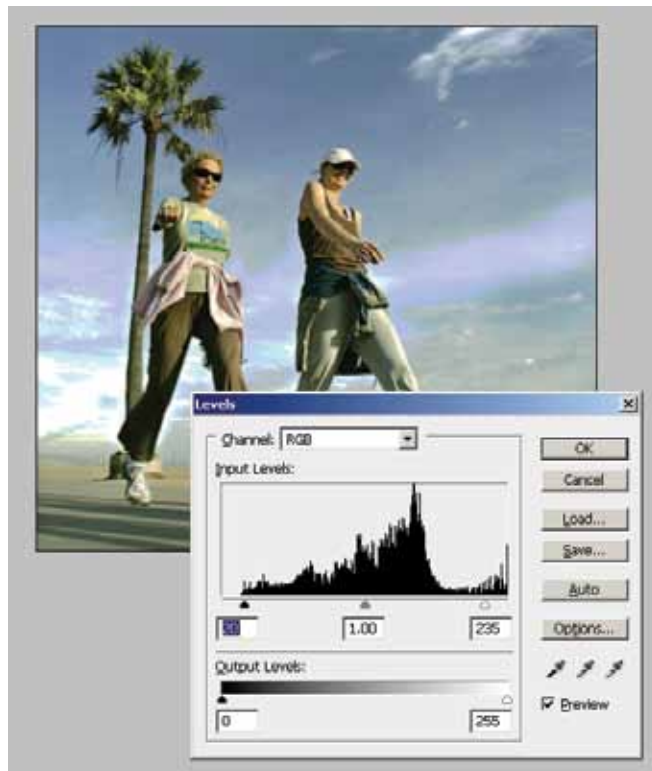 Levels
Channel: RGB
Input Levels:
20 1.00 235
Output Levels:
0 255
OK
Cancel
Load...
Save...
Auto
Options...
Preview